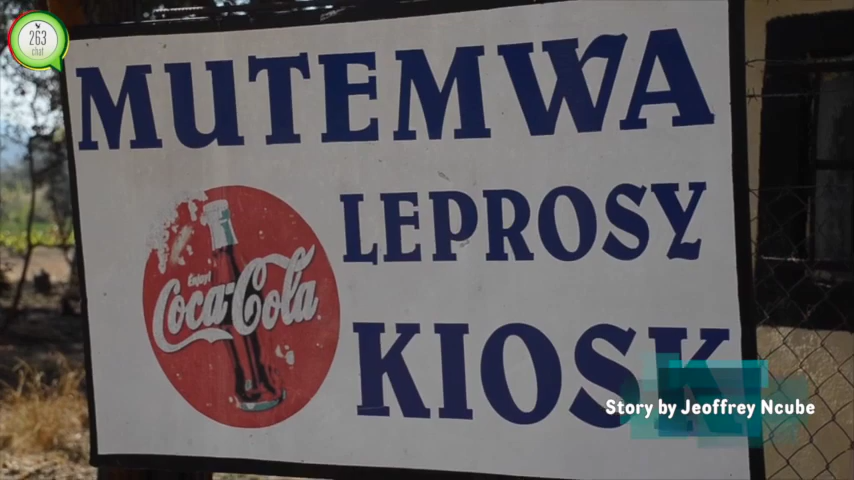 263
chat
MUTEMWA
LEPROSY
Enjoy!
Coca-Cola
KIOSK
Story by Jeoffrey Ncube